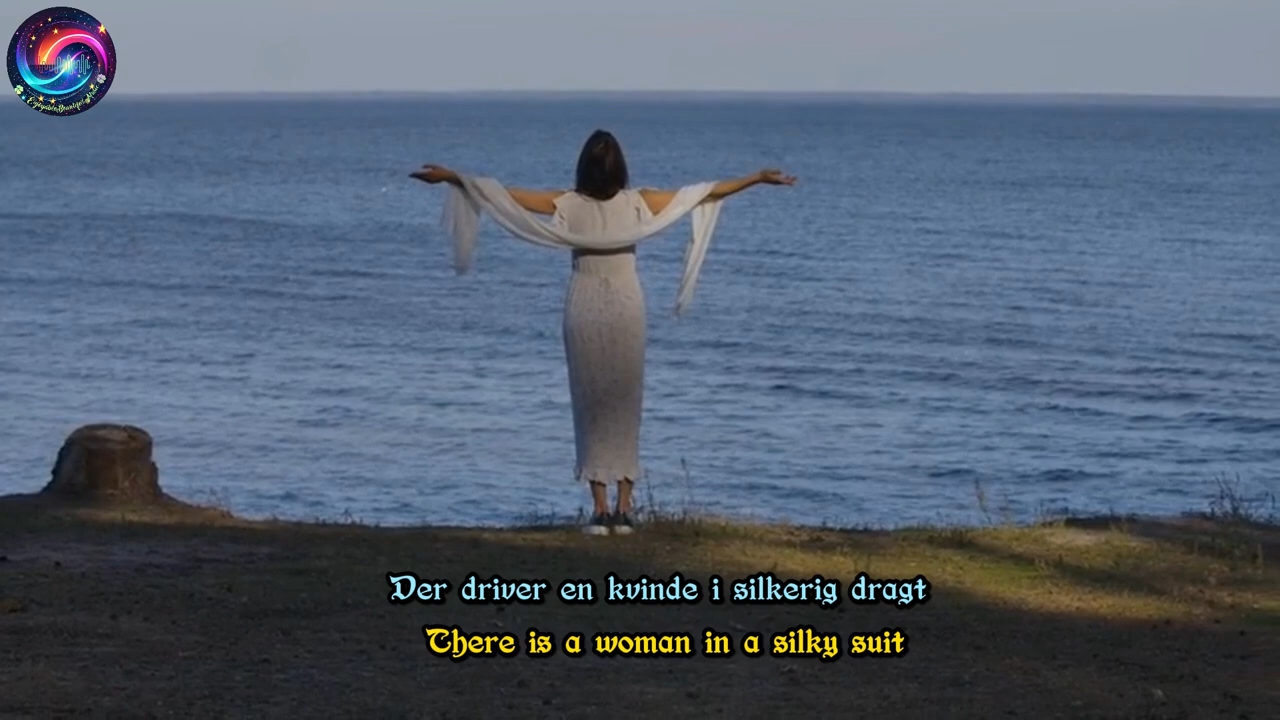 Der driver en kvinde i silkerig dragt
There is a woman in a silky suit